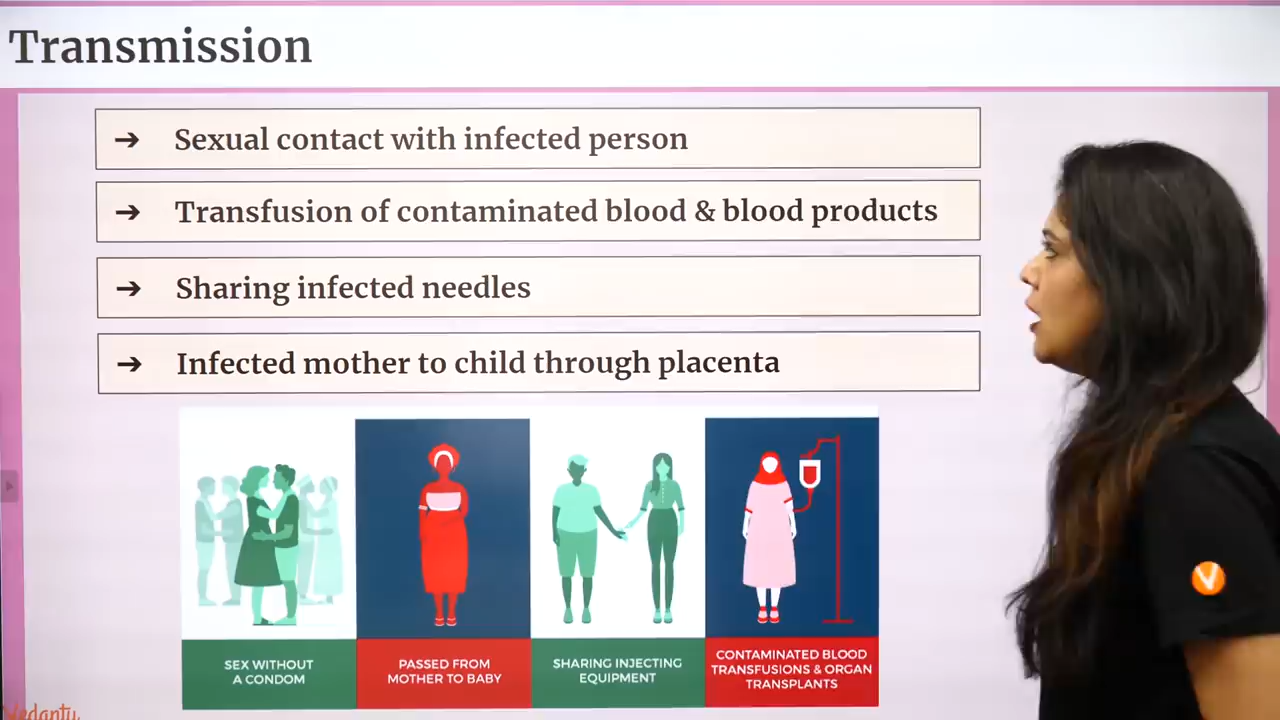 Transmission
➔ Sexual contact with infected person
➔ Transfusion of contaminated blood & blood products
➔ Sharing infected needles
➔ Infected mother to child through placenta
SEX WITHOUT
A CONDOM
PASSED FROM
MOTHER TO BABY
SHARING INJECTING
EQUIPMENT
CONTAMINATED BLOOD
TRANSFUSIONS & ORGAN
TRANSPLANTS
V
Vedantu